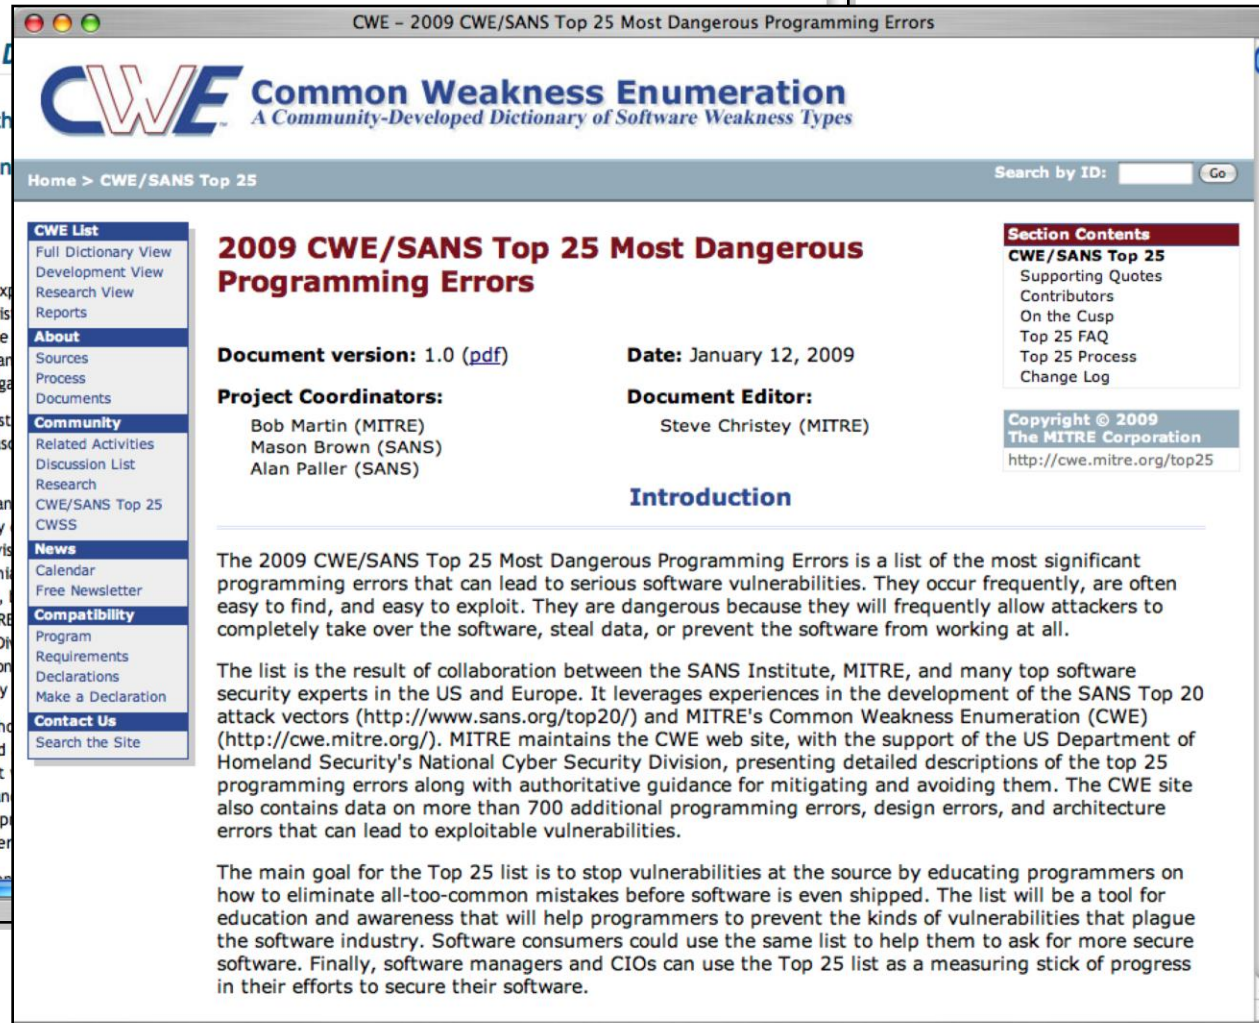 CWE – 2009 CWE/SANS Top 25 Most Dangerous Programming Errors
CWE
Common Weakness Enumeration
A Community-Developed Dictionary of Software Weakness Types
Home > CWE/SANS Top 25
Search by ID:
Go
CWE List
Full Dictionary View
Development View
Research View
Reports
About
Sources
Process
Documents
Community
Related Activities
Discussion List
Research
CWE/SANS Top 25
CWSS
News
Calendar
Free Newsletter
Compatibility
Program
Requirements
Declarations
Make a Declaration
Contact Us
Search the Site
2009 CWE/SANS Top 25 Most Dangerous
Programming Errors
Document version: 1.0 (pdf)
Date: January 12, 2009
Project Coordinators:
Bob Martin (MITRE)
Mason Brown (SANS)
Alan Paller (SANS)
Document Editor:
Steve Christey (MITRE)
Section Contents
CWE/SANS Top 25
Supporting Quotes
Contributors
On the Cusp
Top 25 FAQ
Top 25 Process
Change Log
Copyright © 2009
The MITRE Corporation
http://cwe.mitre.org/top25
Introduction
The 2009 CWE/SANS Top 25 Most Dangerous Programming Errors is a list of the most significant
programming errors that can lead to serious software vulnerabilities. They occur frequently, are often
easy to find, and easy to exploit. They are dangerous because they will frequently allow attackers to
completely take over the software, steal data, or prevent the software from working at all.
The list is the result of collaboration between the SANS Institute, MITRE, and many top software
security experts in the US and Europe. It leverages experiences in the development of the SANS Top 20
attack vectors (http://www.sans.org/top20/) and MITRE's Common Weakness Enumeration (CWE)
(http://cwe.mitre.org/). MITRE maintains the CWE web site, with the support of the US Department of
Homeland Security's National Cyber Security Division, presenting detailed descriptions of the top 25
programming errors along with authoritative guidance for mitigating and avoiding them. The CWE site
also contains data on more than 700 additional programming errors, design errors, and architecture
errors that can lead to exploitable vulnerabilities.
The main goal for the Top 25 list is to stop vulnerabilities at the source by educating programmers on
how to eliminate all-too-common mistakes before software is even shipped. The list will be a tool for
education and awareness that will help programmers to prevent the kinds of vulnerabilities that plague
the software industry. Software consumers could use the same list to help them to ask for more secure
software. Finally, software managers and CIOs can use the Top 25 list as a measuring stick of progress
in their efforts to secure their software.